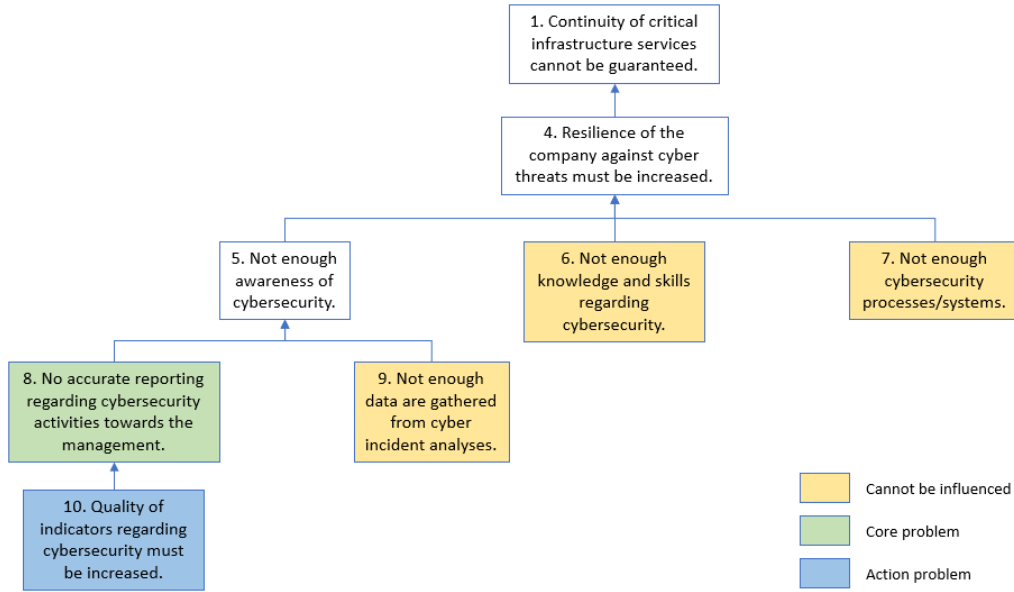 1. Continuity of critical
infrastructure services
cannot be guaranteed.
4. Resilience of the
company against cyber
threats must be increased.
5. Not enough
awareness of
cybersecurity.
6. Not enough
knowledge and skills
regarding
cybersecurity.
7. Not enough
cybersecurity
processes/systems.
8. No accurate reporting
regarding cybersecurity
activities towards the
management.
9. Not enough
data are gathered
from cyber
incident analyses.
10. Quality of
indicators regarding
cybersecurity must
be increased.
Cannot be influenced
Core problem
Action problem